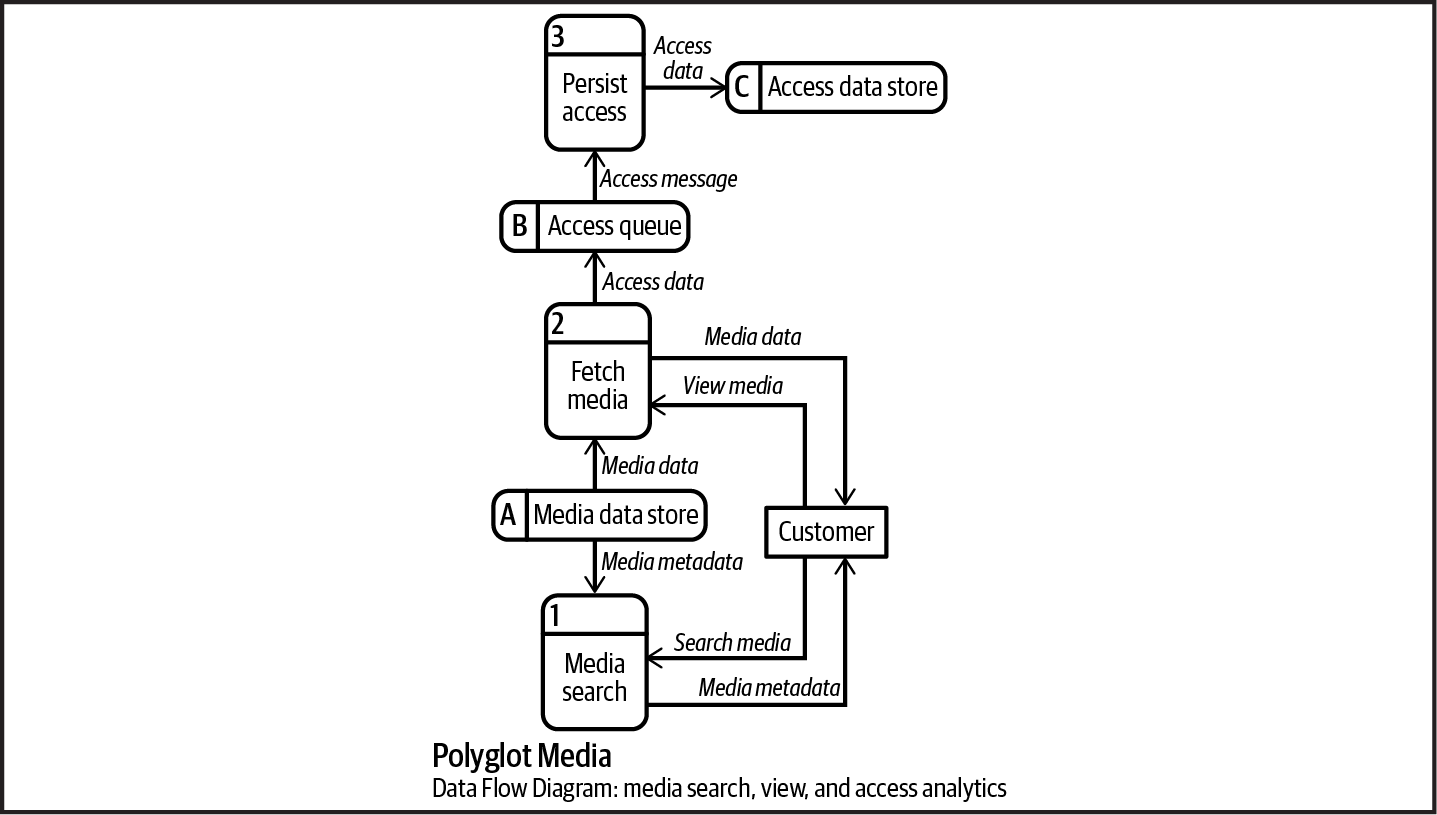 3
Persist
access
Access
data
C
Access data store
Access message
B
Access queue
Access data
2
Fetch
media
Media data
View media
Media data
A
Media data store
Customer
Media metadata
1
Media
search
Search media
Media metadata
Polyglot Media
Data Flow Diagram: media search, view, and access analytics